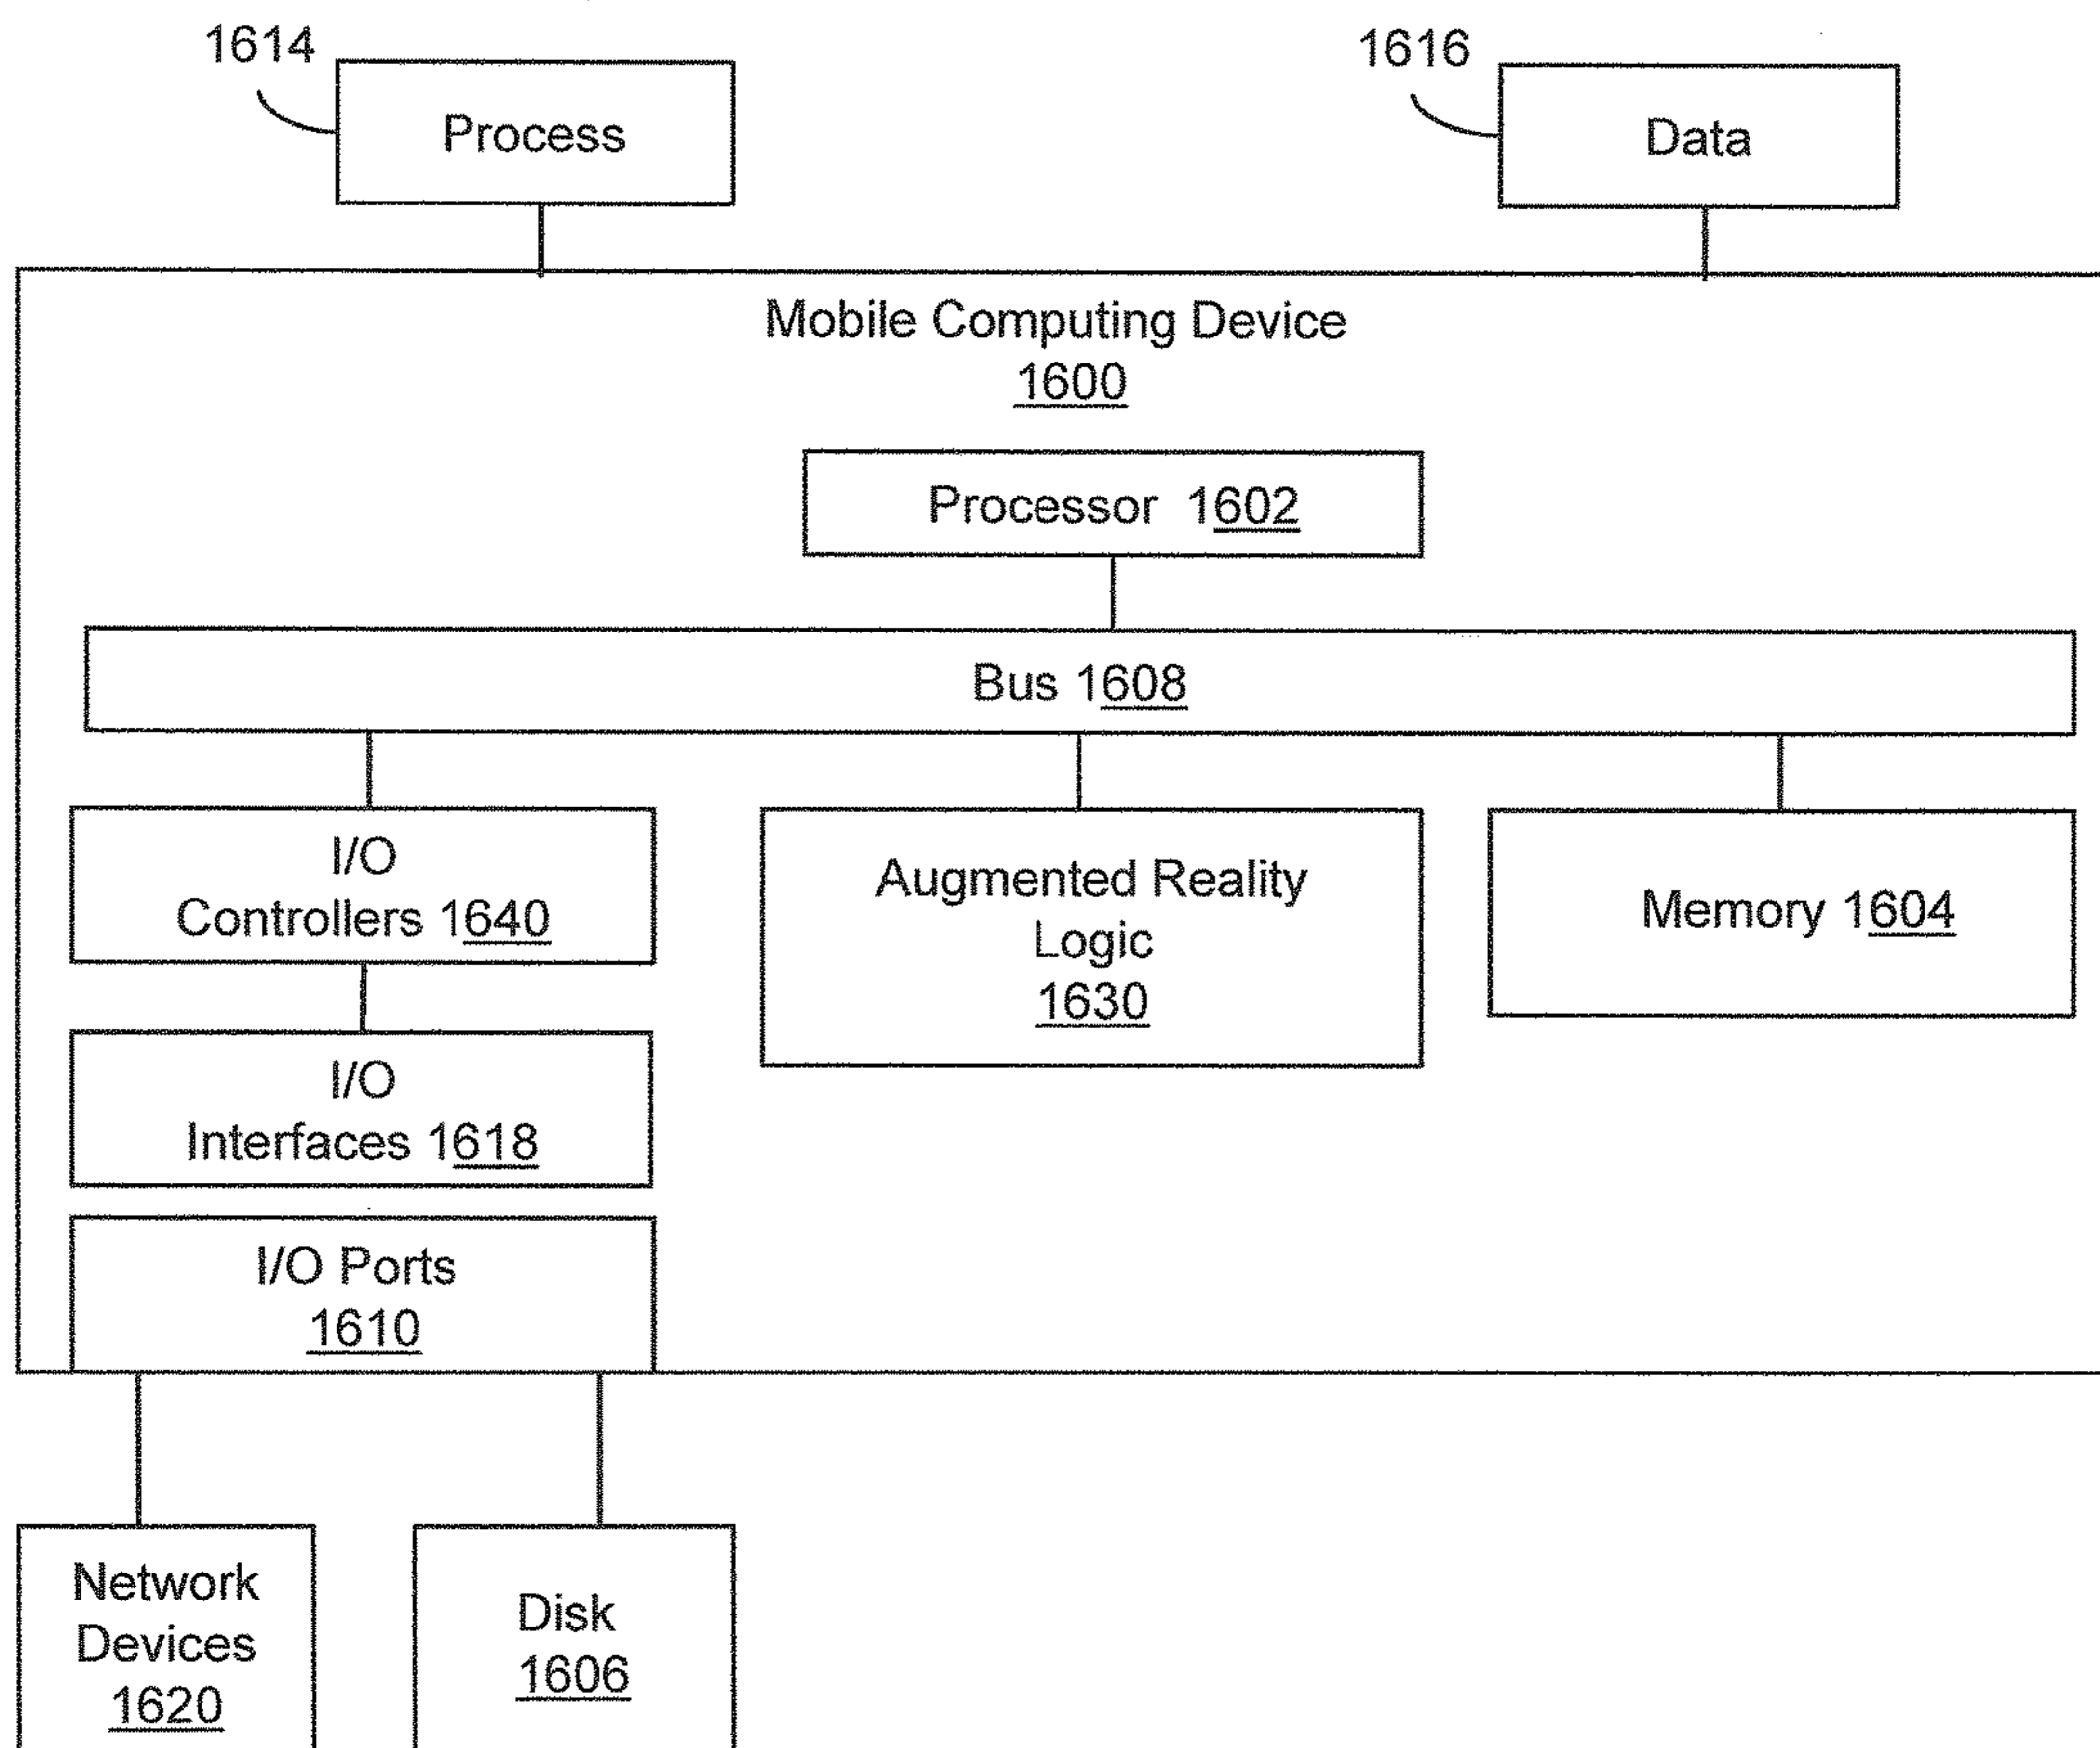 1614
Process
1616
Data
Mobile Computing Device
1600
Processor 1602
Bus 1608
I/O
Controllers 1640
Augmented Reality
Logic
1630
Memory 1604
I/O
Interfaces 1618
I/O Ports
1610
Network
Devices
1620
Disk
1606